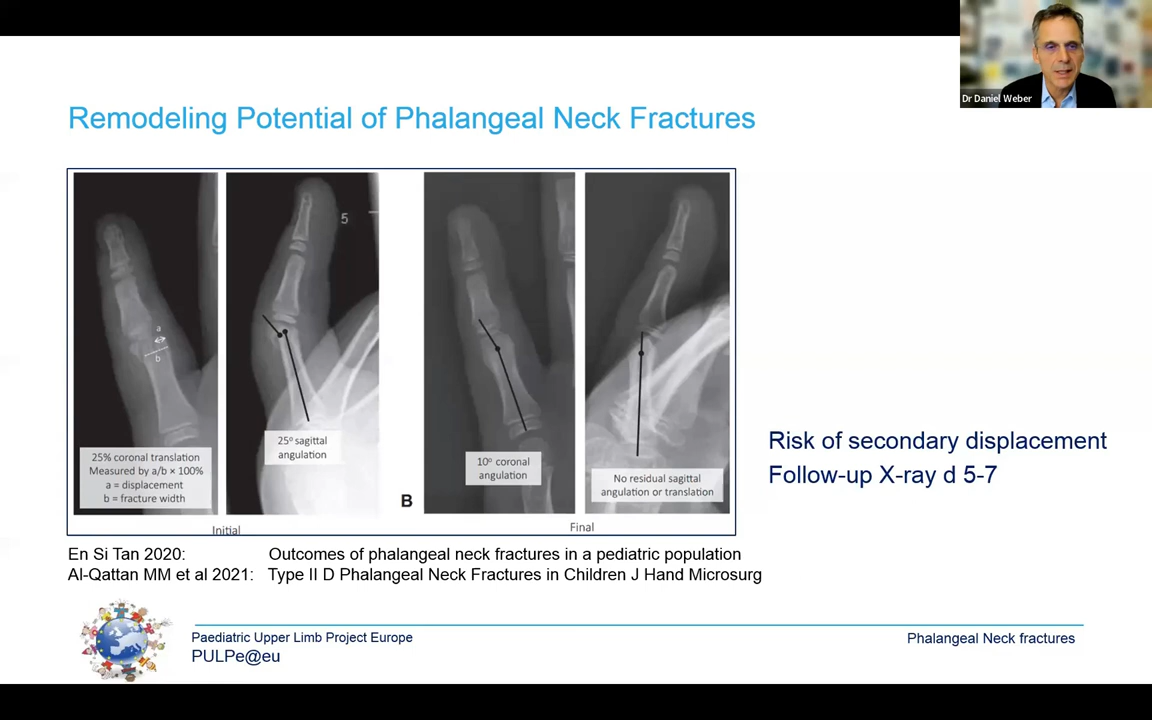 Dr Daniel Weber
Remodeling Potential of Phalangeal Neck Fractures
5
a
b
25% coronal translation
Measured by a/b × 100%
a = displacement
b = fracture width
25° sagittal
angulation
Initial
B
10° coronal
angulation
No residual sagittal
angulation or translation
Final
Risk of secondary displacement
Follow-up X-ray d 5-7
En Si Tan 2020: Outcomes of phalangeal neck fractures in a pediatric population
Al-Qattan MM et al 2021: Type II D Phalangeal Neck Fractures in Children J Hand Microsurg
Paediatric Upper Limb Project Europe
PULPe@eu
Phalangeal Neck fractures